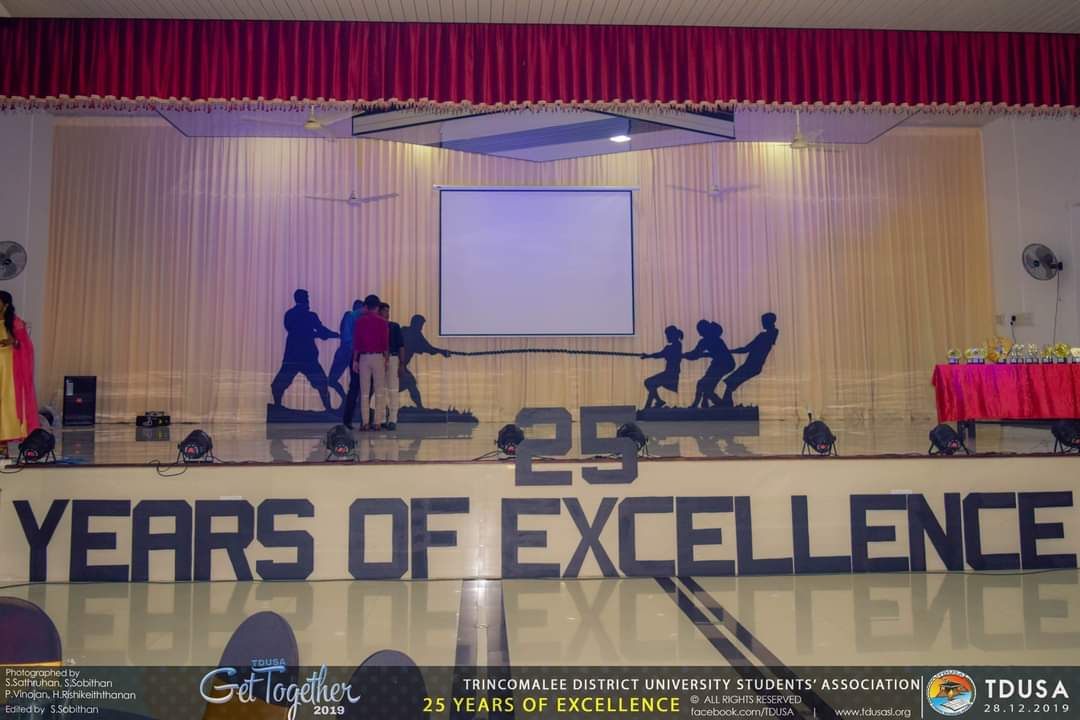 25
YEARS OF EXCELLENCE
Photographed by
S.Sathruhan, S.Sobithan
P.Vinojan, H.Rishikeiththanan
Edited by S.Sobithan
TDUSA
Get Together
2019
TRINCOMALEE DISTRICT UNIVERSITY STUDENTS' ASSOCIATION
25 YEARS OF EXCELLENCE
© ALL RIGHTS RESERVED
facebook.com/TDUSA
www.tdusasl.org
TDUSA
28.12.2019